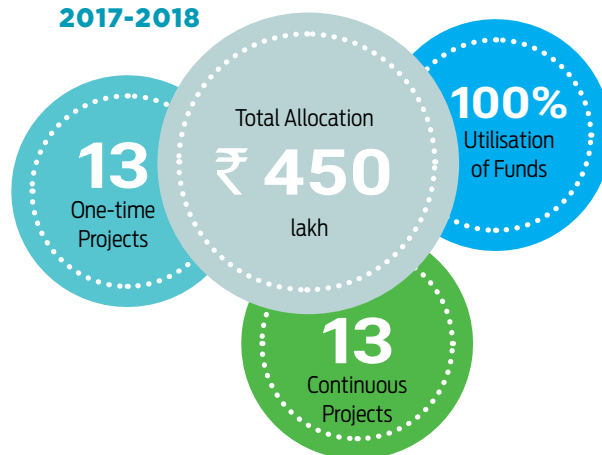 2017-2018
Total Allocation
₹ 450
lakh
100%
Utilisation
of Funds
13
One-time
Projects
13
Continuous
Projects